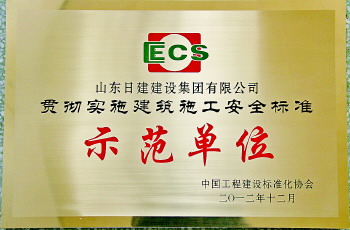 ECS
山东日建建设集团有限公司
贯彻实施建筑施工安全标准
示范单位
中国工程建设标准化协会
二〇一二年十二月